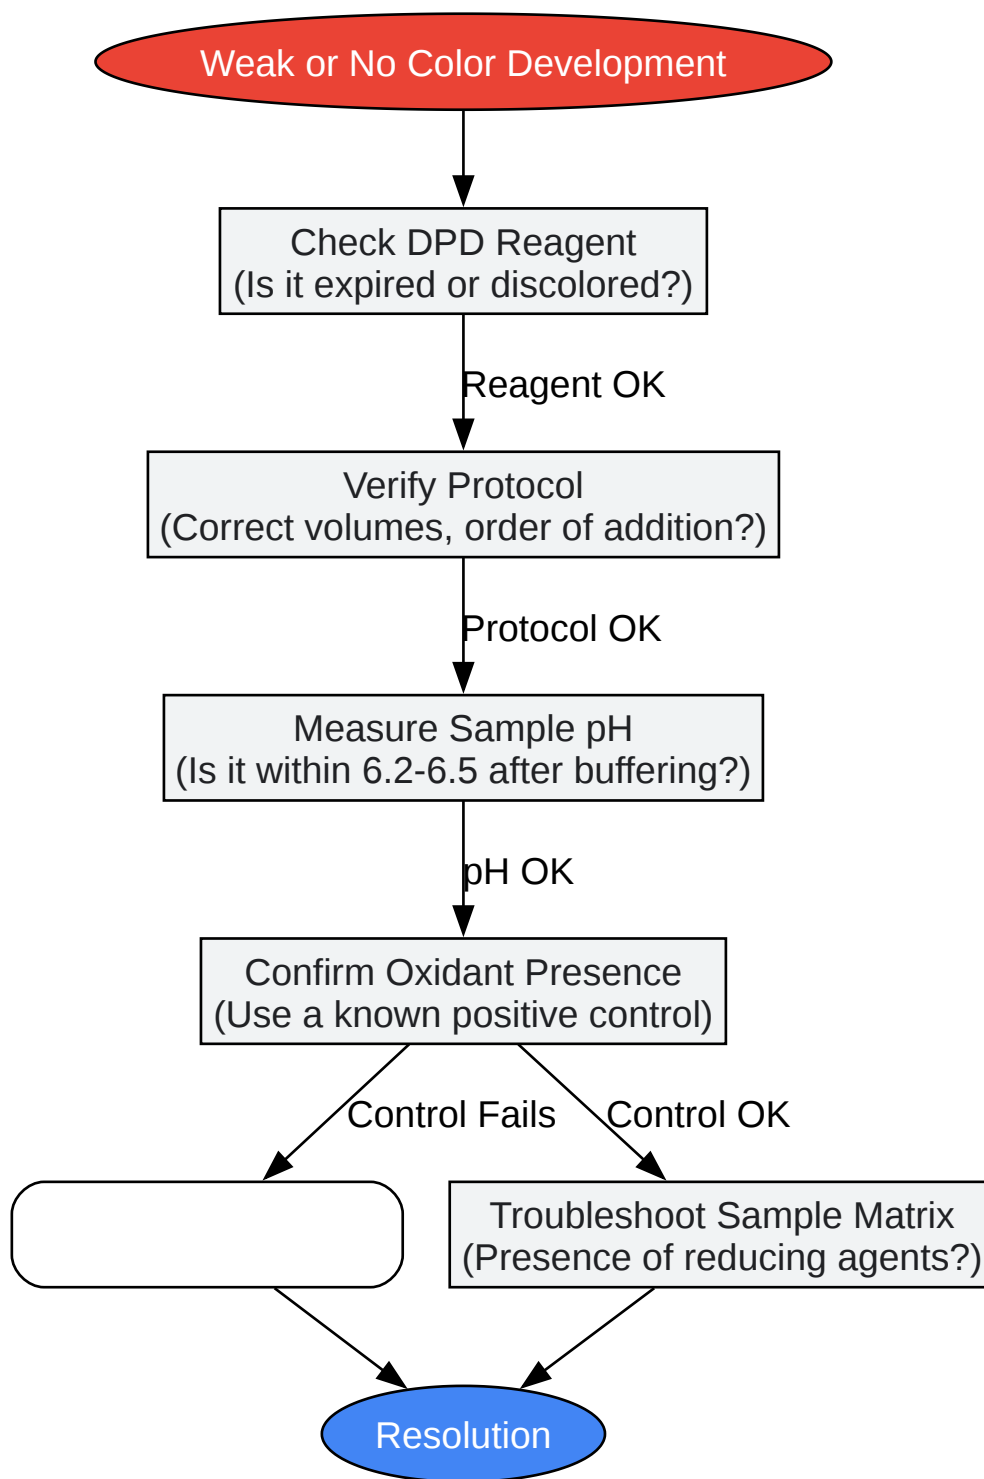 Weak or No Color Development
Check DPD Reagent
(Is it expired or discolored?)
Reagent OK
Verify Protocol
(Correct volumes, order of addition?)
Protocol OK
Measure Sample pH
(Is it within 6.2-6.5 after buffering?)
pH OK
Confirm Oxidant Presence
(Use a known positive control)
Control Fails
Control OK
Troubleshoot Sample Matrix
(Presence of reducing agents?)
Resolution